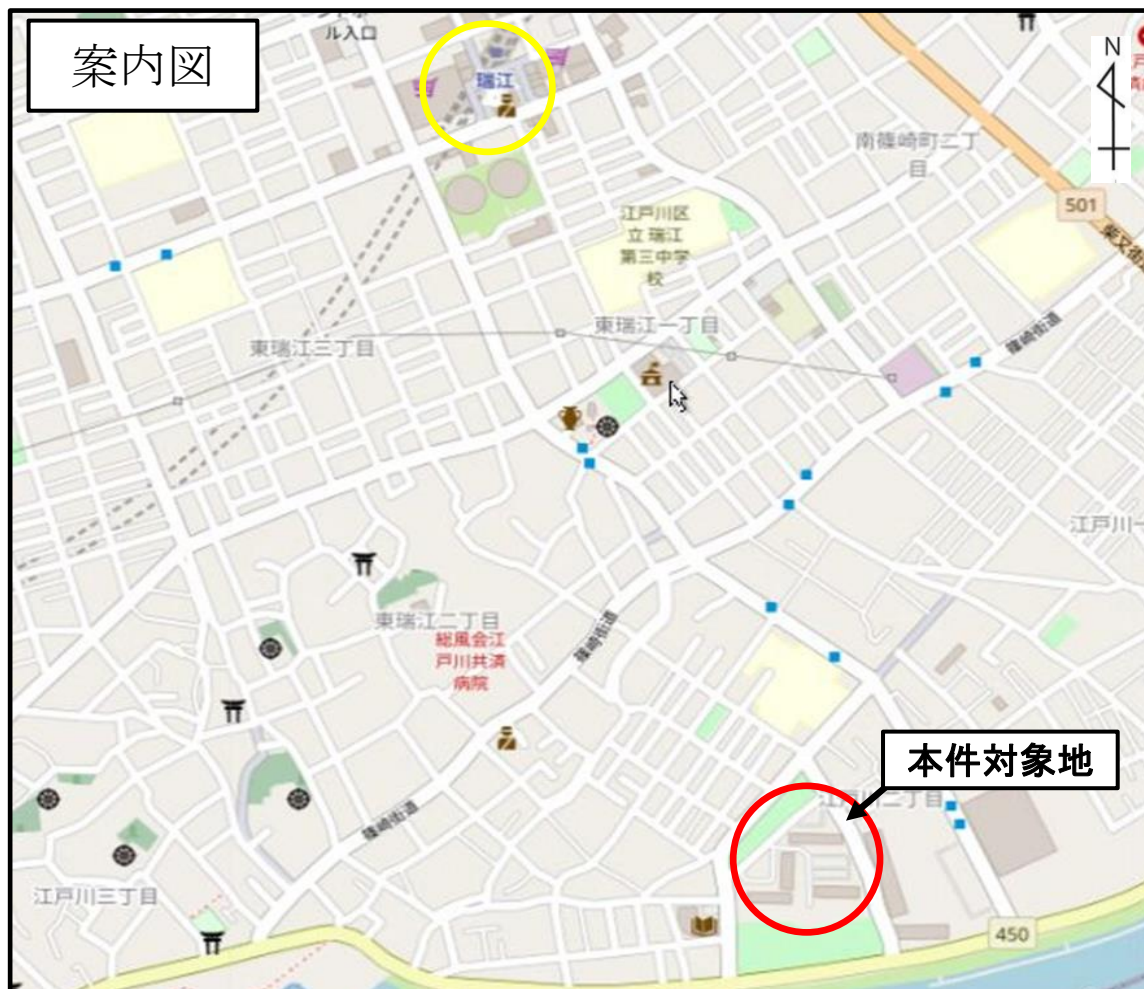 案内図
ル入口
瑞江
N
南篠崎町二丁
目
501
江戸川区
立 瑞江
第三中学
校
東瑞江一丁目
東瑞江三丁目
篠崎街道
江戸川一
東瑞江二丁目
総風会江
戸川共済
病院
篠崎街道
本件対象地
江戸川二丁目
篠崎街道
江戸川三丁目
450